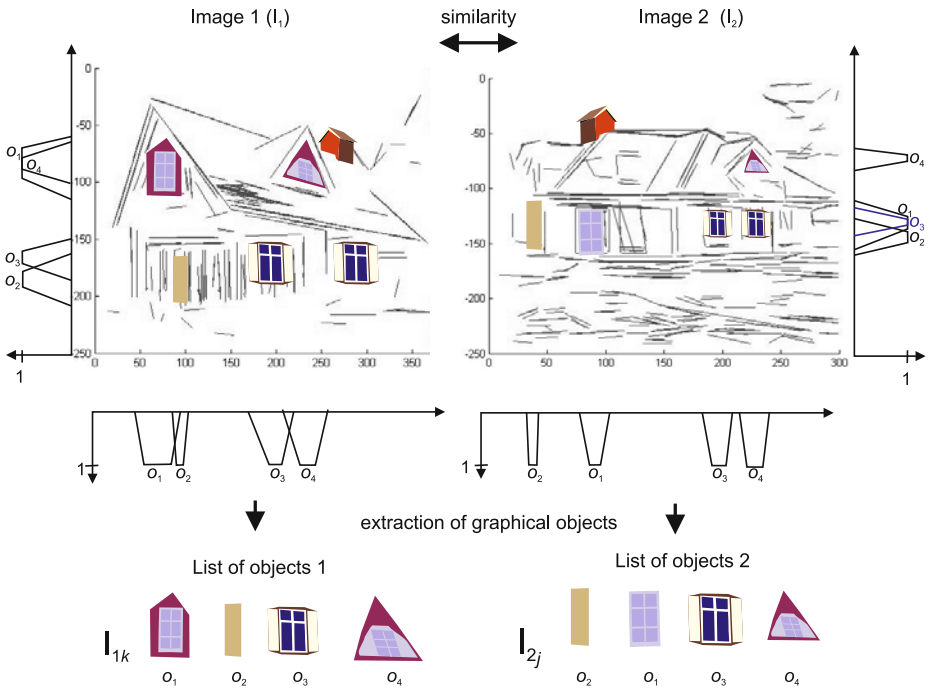 Image 1 (I₁)
similarity
Image 2 (I₂)
0
-50
-100
-150
-200
-250
0 50 100 150 200 250 300 350
o₁
o₄
o₃
o₂
1
0
-50
-100
-150
-200
-250
0 50 100 150 200 250 300
o₄
o₁
o₃
o₂
1
1
o₁ o₂ o₃ o₄
1
o₂ o₁ o₃ o₄
extraction of graphical objects
List of objects 1
List of objects 2
I₁ₖ
o₁ o₂ o₃ o₄
I₂ⱼ
o₂ o₁ o₃ o₄